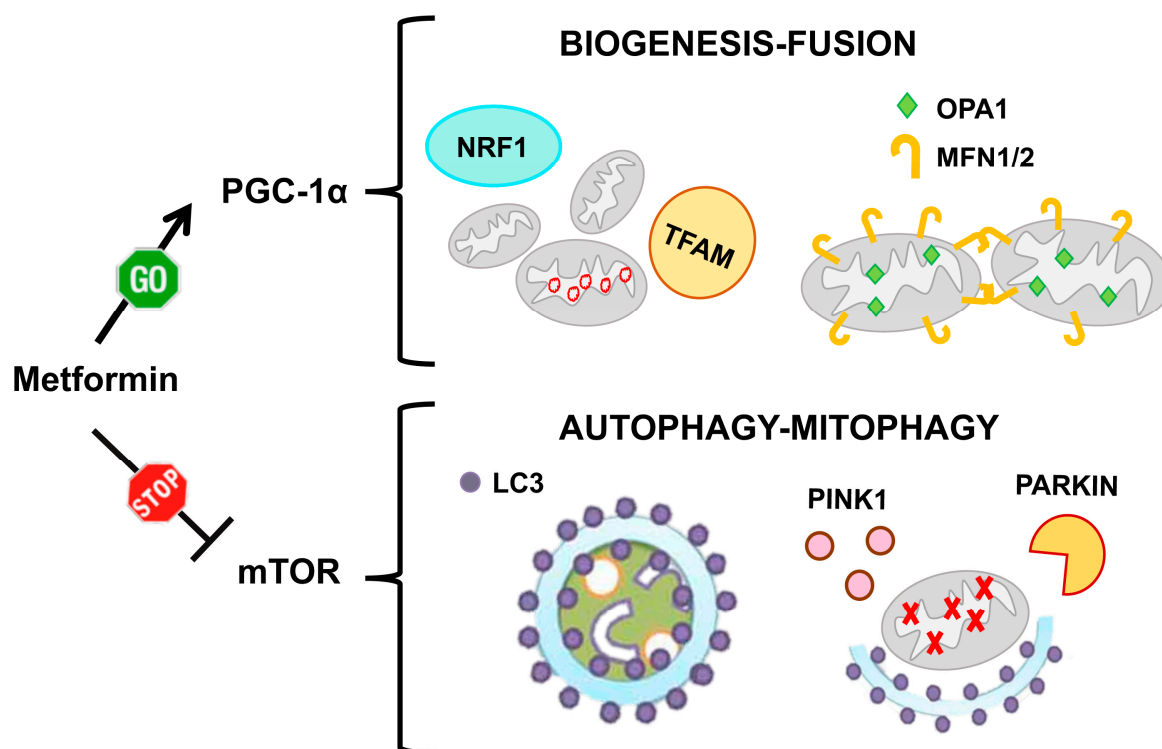 BIOGENESIS-FUSION
OPA1
MFN1/2
NRF1
TFAM
PGC-1α
GO
Metformin
STOP
mTOR
AUTOPHAGY-MITOPHAGY
LC3
PINK1
PARKIN